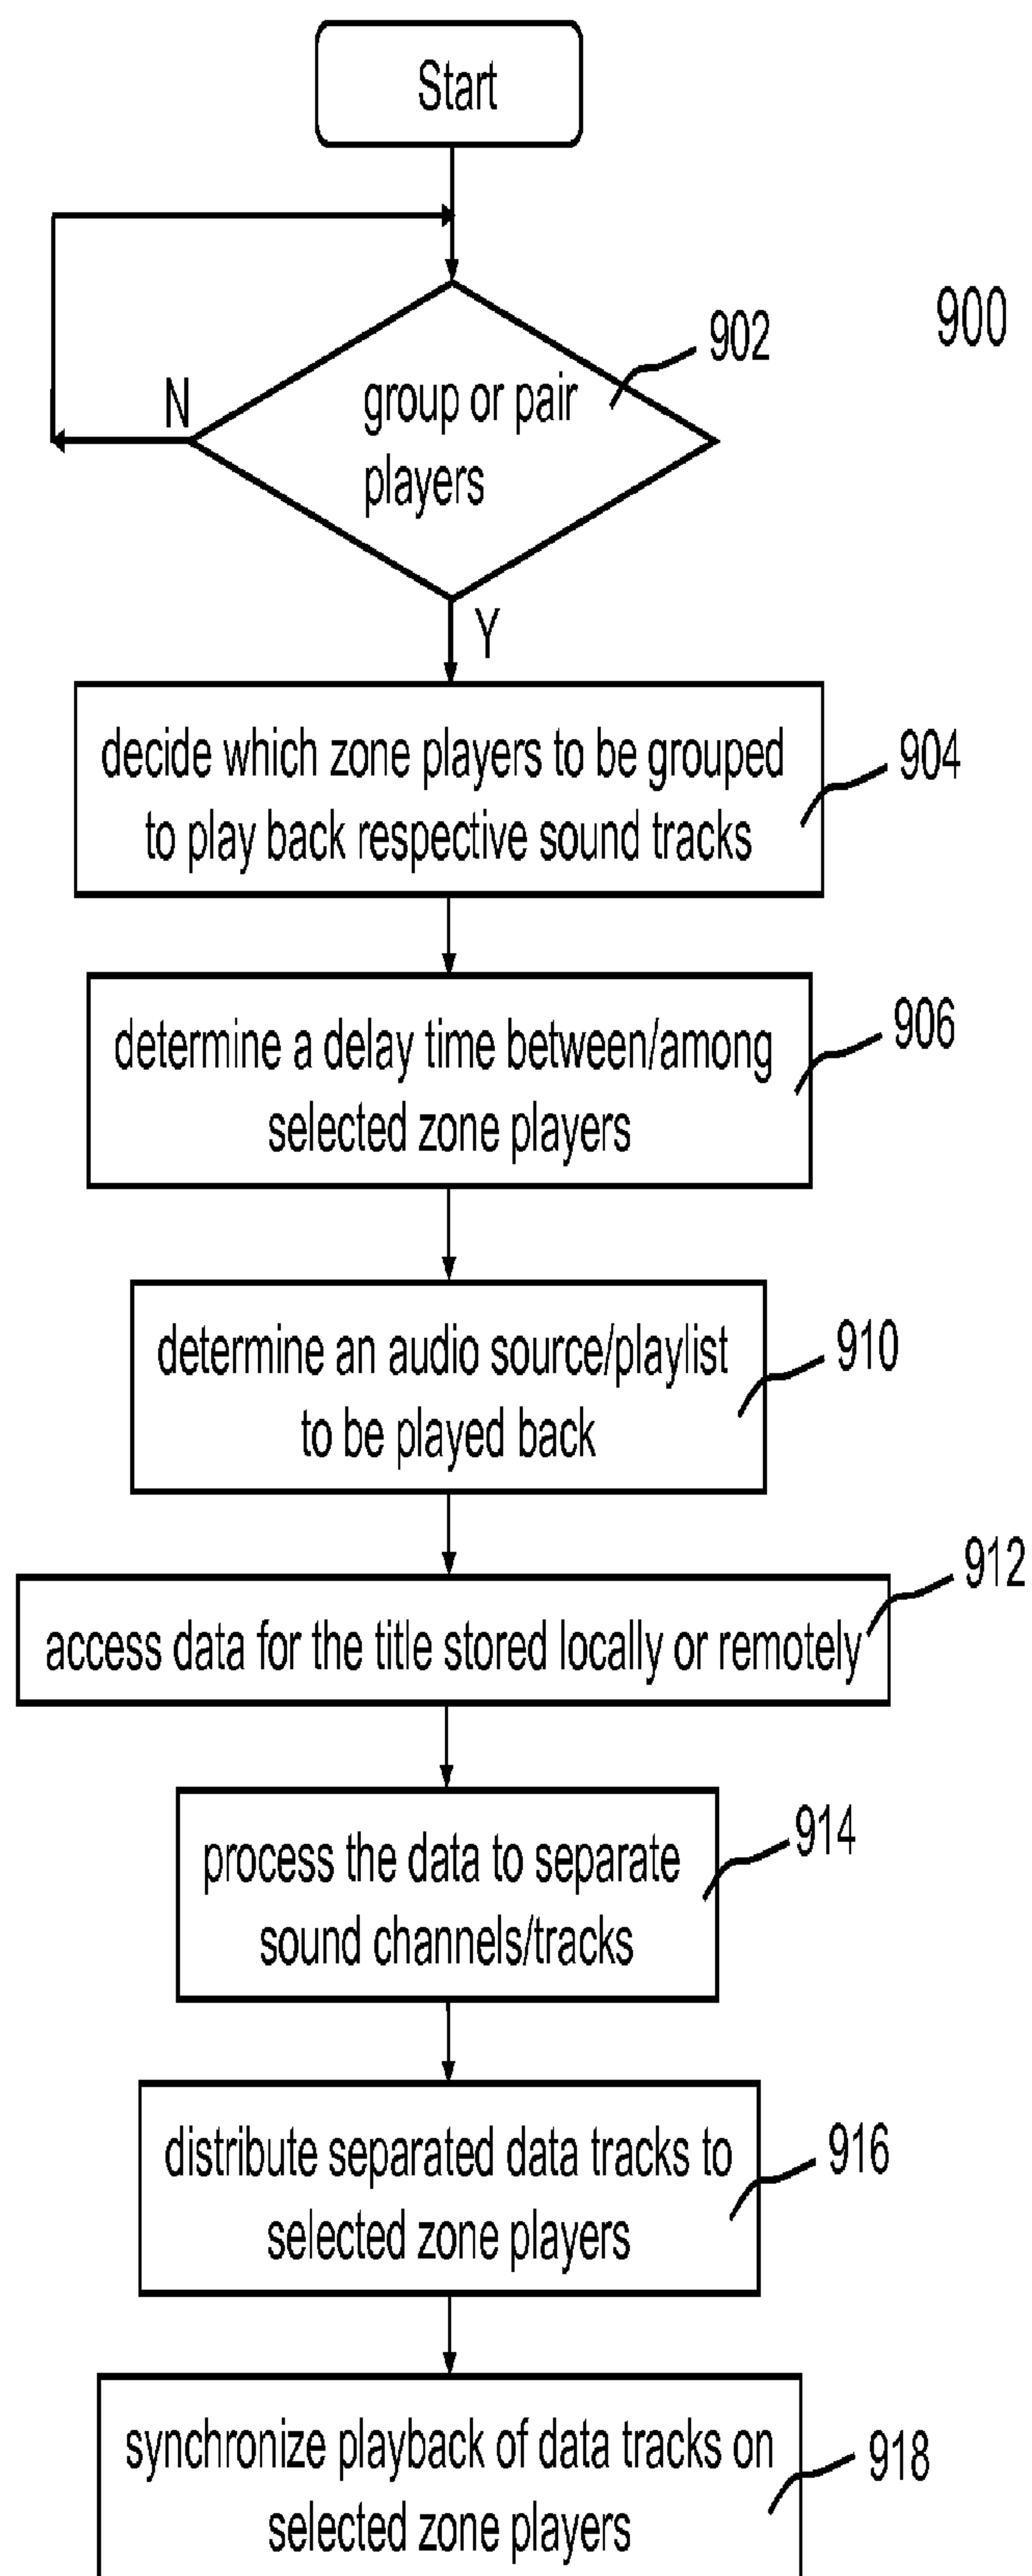 Start
900
902
N
group or pair
players
Y
decide which zone players to be grouped
to play back respective sound tracks
904
determine a delay time between/among
selected zone players
906
determine an audio source/playlist
to be played back
910
access data for the title stored locally or remotely
912
process the data to separate
sound channels/tracks
914
distribute separated data tracks to
selected zone players
916
synchronize playback of data tracks on
selected zone players
918